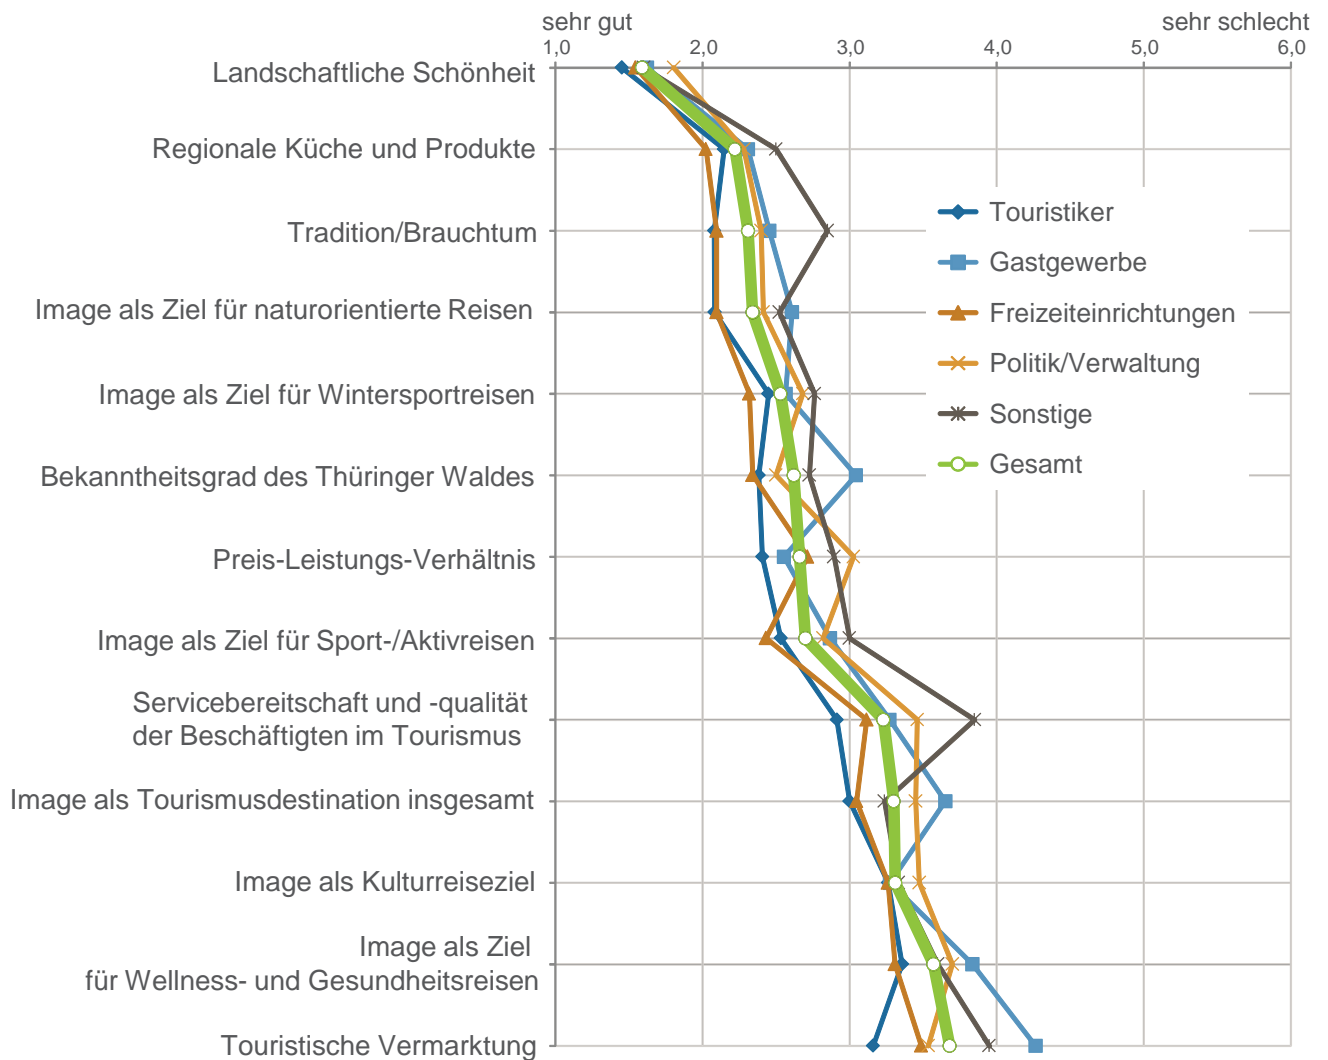 sehr gut
sehr schlecht
1,0 2,0 3,0 4,0 5,0 6,0
Landschaftliche Schönheit
Regionale Küche und Produkte
Tradition/Brauchtum
Image als Ziel für naturorientierte Reisen
Image als Ziel für Wintersportreisen
Bekanntheitsgrad des Thüringer Waldes
Preis-Leistungs-Verhältnis
Image als Ziel für Sport-/Aktivreisen
Servicebereitschaft und -qualität
der Beschäftigten im Tourismus
Image als Tourismusdestination insgesamt
Image als Kulturreiseziel
Image als Ziel
für Wellness- und Gesundheitsreisen
Touristische Vermarktung
Touristiker
Gastgewerbe
Freizeiteinrichtungen
Politik/Verwaltung
Sonstige
Gesamt